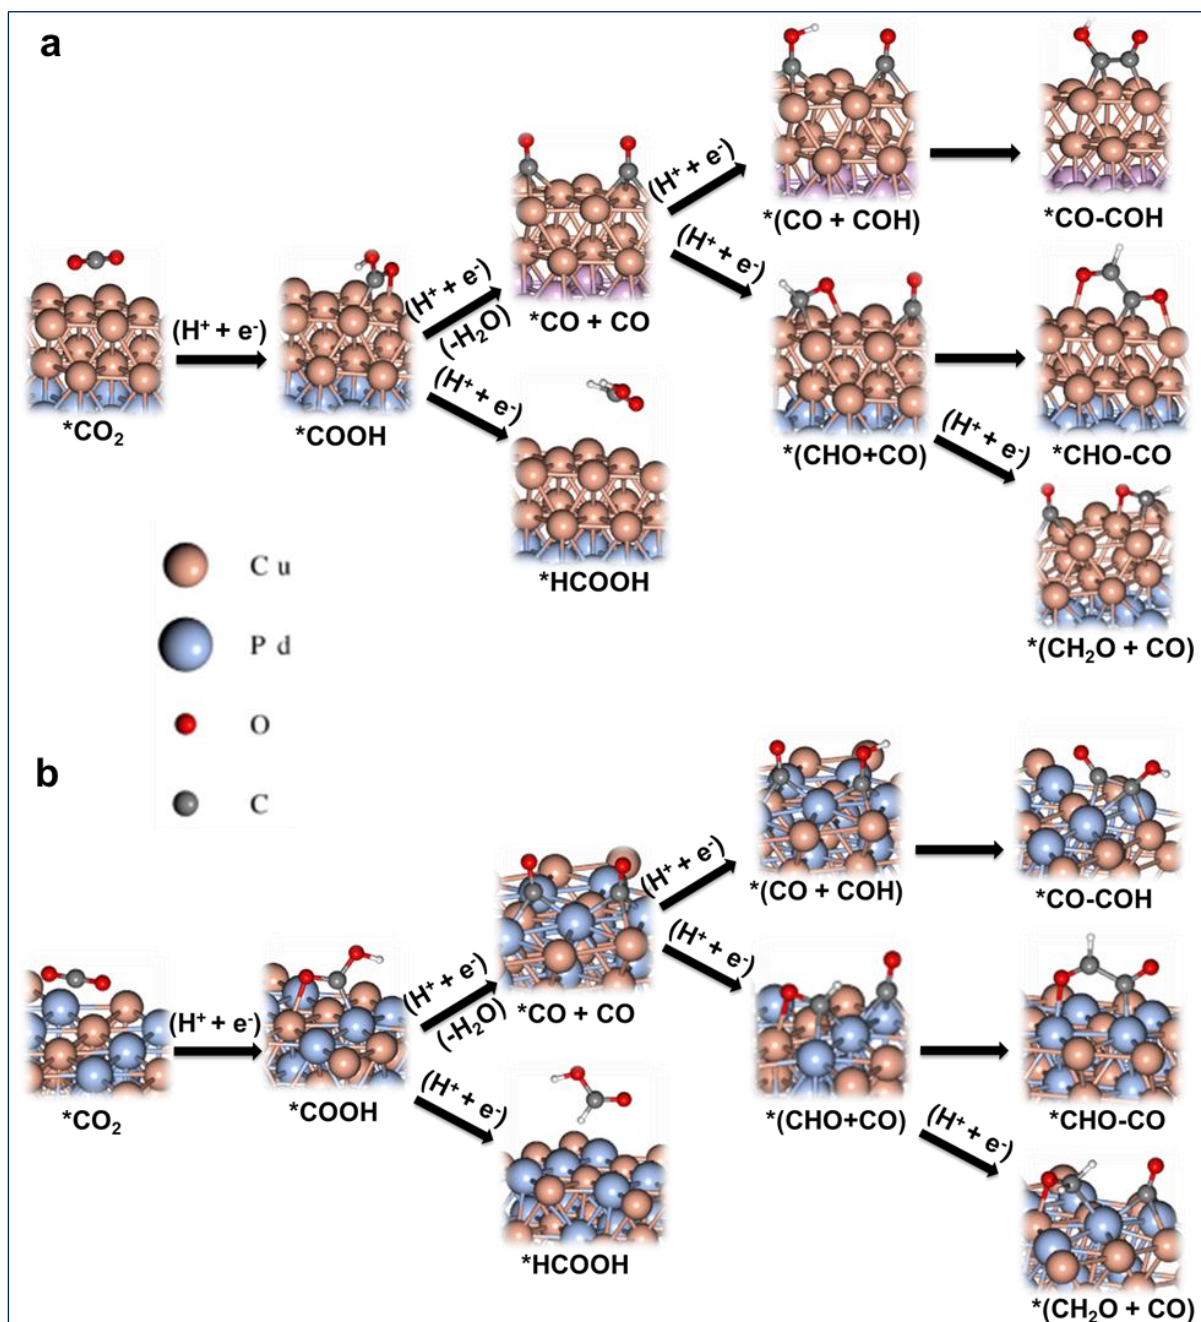 a
*CO₂
(H⁺ + e⁻)
*COOH
(H⁺ + e⁻)
(-H₂O)
(H⁺ + e⁻)
*CO + CO
*HCOOH
(H⁺ + e⁻)
(H⁺ + e⁻)
*(CO + COH)
*CO-COH
*(CHO+CO)
*CHO-CO
(H⁺ + e⁻)
*(CH₂O + CO)
Cu
Pd
O
C
b
*CO₂
(H⁺ + e⁻)
*COOH
(H⁺ + e⁻)
(-H₂O)
(H⁺ + e⁻)
*CO + CO
*HCOOH
(H⁺ + e⁻)
(H⁺ + e⁻)
*(CO + COH)
*CO-COH
*(CHO+CO)
*CHO-CO
(H⁺ + e⁻)
*(CH₂O + CO)